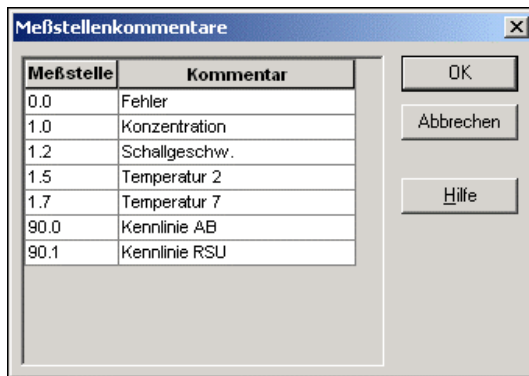 Meßstellenkommentare
Meßstelle Kommentar
0.0 Fehler
1.0 Konzentration
1.2 Schallgeschw.
1.5 Temperatur 2
1.7 Temperatur 7
90.0 Kennlinie AB
90.1 Kennlinie RSU
OK
Abbrechen
Hilfe